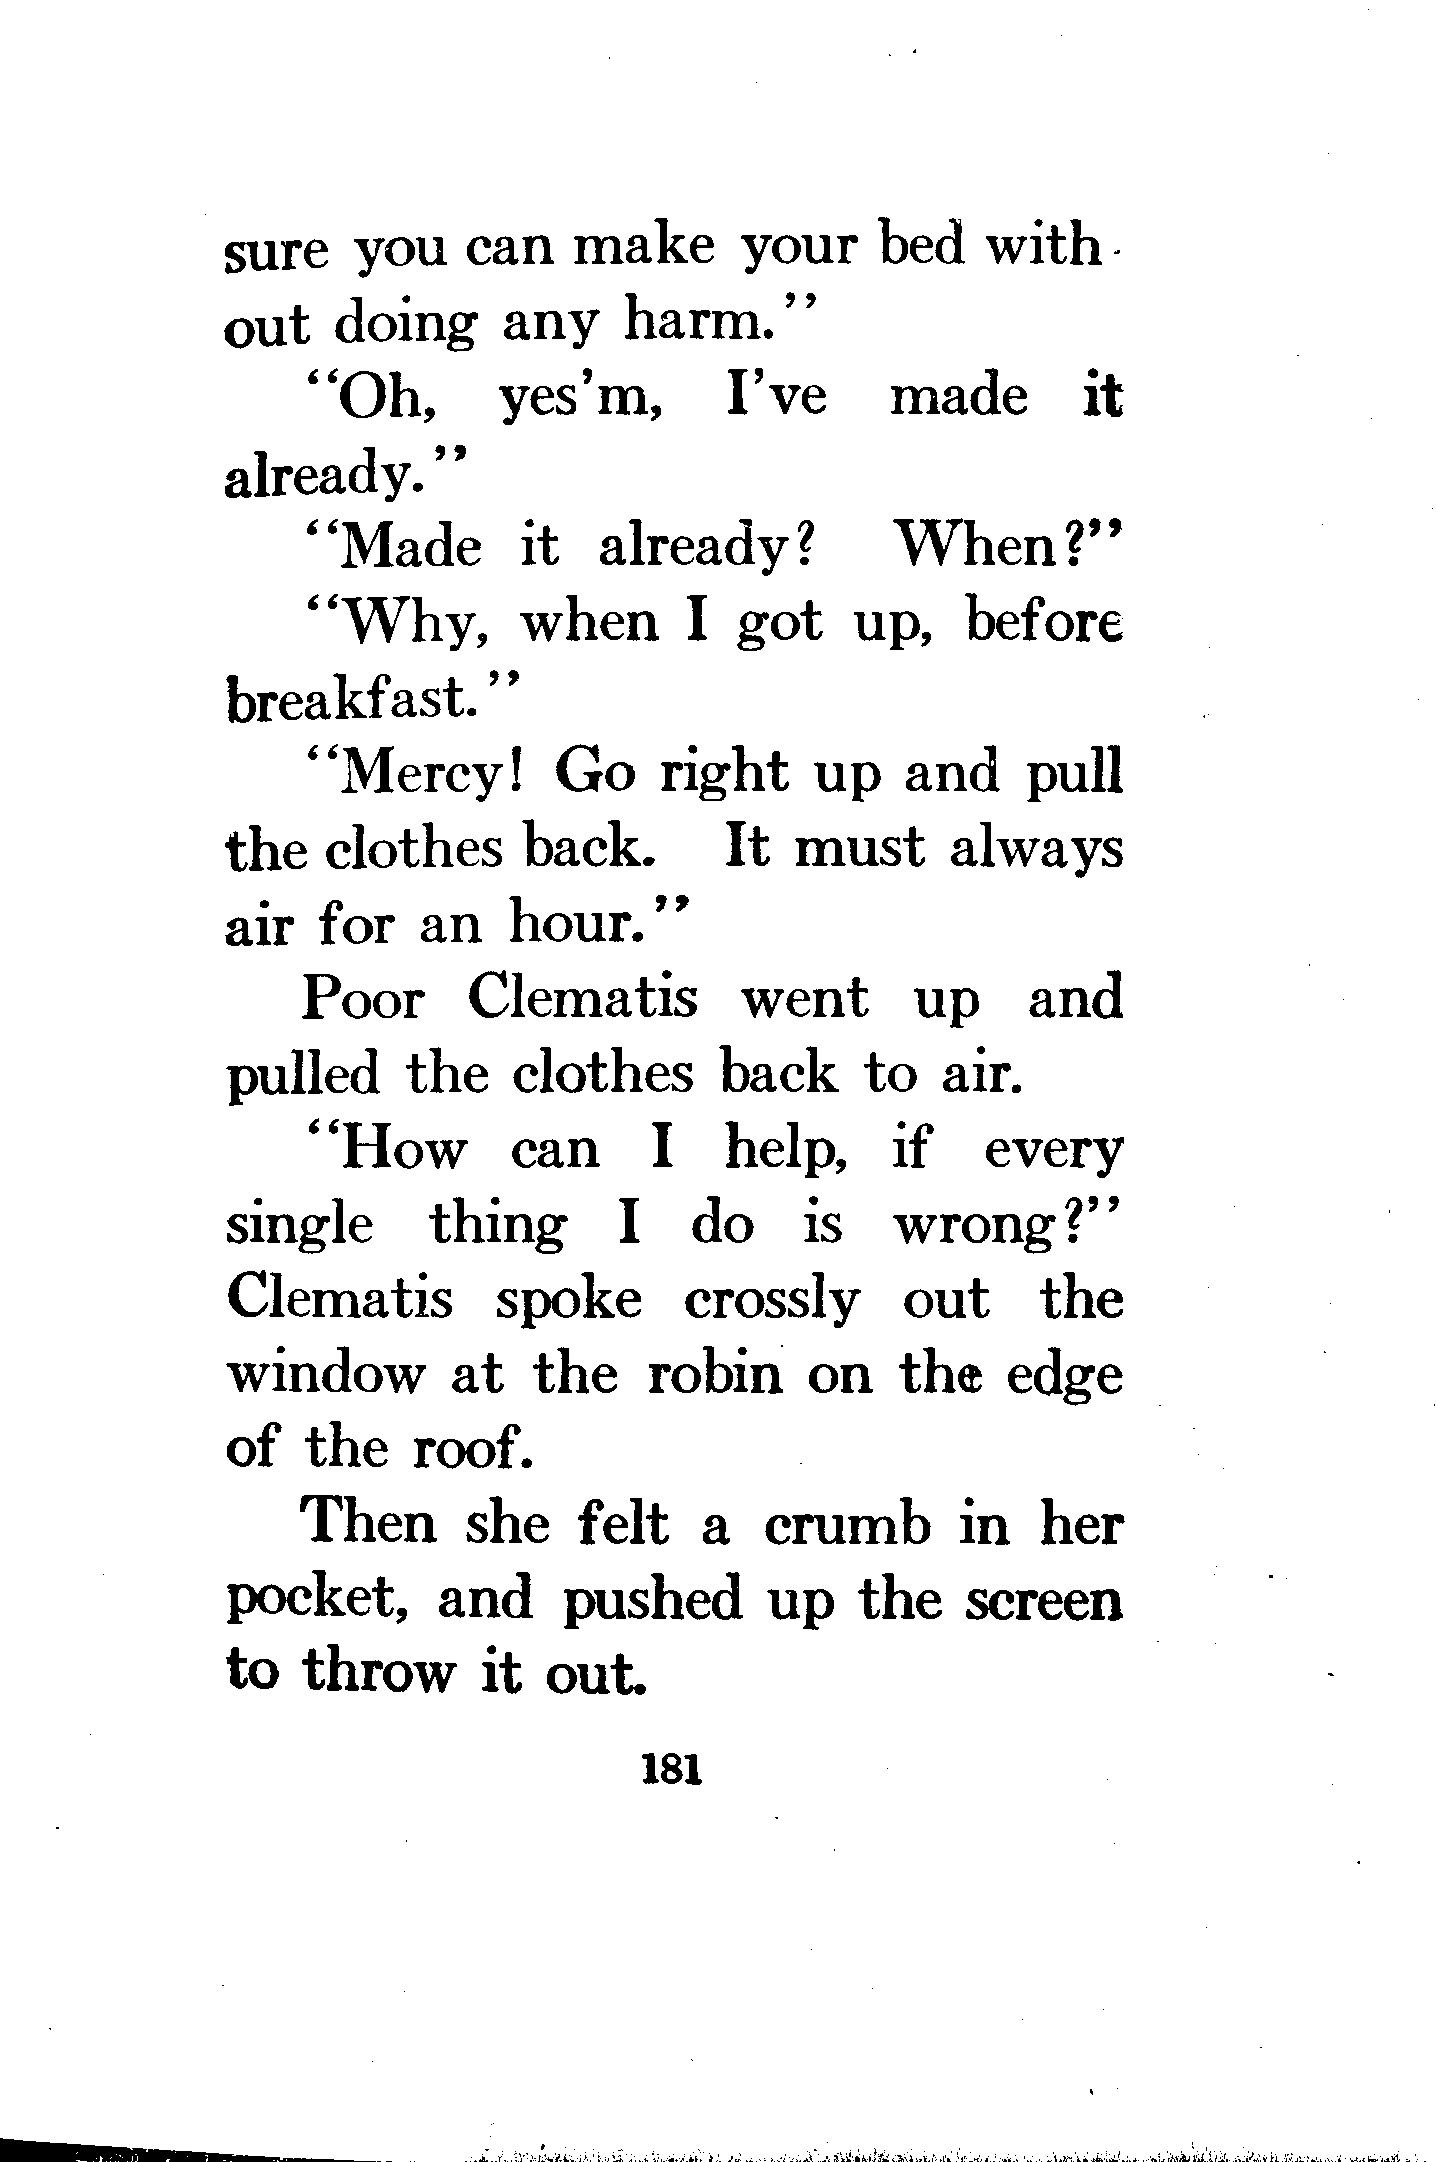 sure you can make your bed with-
out doing any harm."
"Oh, yes'm, I've made it
already."
"Made it already? When?"
"Why, when I got up, before
breakfast."
"Mercy! Go right up and pull
the clothes back. It must always
air for an hour."
Poor Clematis went up and
pulled the clothes back to air.
"How can I help, if every
single thing I do is wrong?"
Clematis spoke crossly out the
window at the robin on the edge
of the roof.
Then she felt a crumb in her
pocket, and pushed up the screen
to throw it out.
181